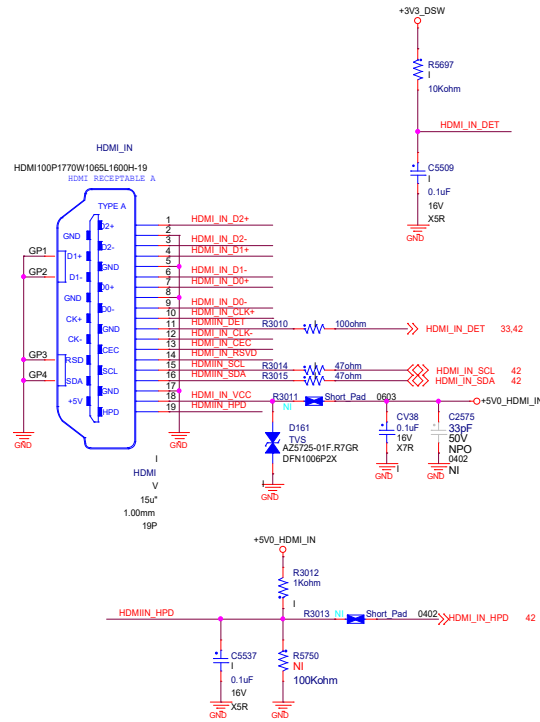 +3V3_DSW
R5697
I
10Kohm
HDMI_IN_DET
C5509
I
0.1uF
16V
X5R
GND
HDMI_IN
HDMI100P1770W1065L1600H-19
HDMI RECEPTABLE A
TYPE A
D2+ 1 HDMI_IN_D2+
GND 2
D2- 3 HDMI_IN_D2-
GP1 D1+ 4 HDMI_IN_D1+
GND 5
GP2 D1- 6 HDMI_IN_D1-
D0+ 7 HDMI_IN_D0+
GND 8
D0- 9 HDMI_IN_D0-
CK+ 10 HDMI_IN_CLK+
GND 11 HDMIIN_DET R3010 I 100ohm HDMI_IN_DET 33,42
CK- 12 HDMI_IN_CLK-
CEC 13 HDMI_IN_CEC
GP3 RSD 14 HDMI_IN_RSVD
SCL 15 HDMIIN_SCL R3014 I 47ohm HDMI_IN_SCL 42
GP4 SDA 16 HDMIIN_SDA R3015 I 47ohm HDMI_IN_SDA 42
GND 17
+5V 18 HDMI_IN_VCC R3011 NI Short_Pad 0603 +5V0_HDMI_IN
HPD 19 HDMIIN_HPD
GND
GND
D161
TVS
AZ5725-01F.R7GR
DFN1006P2X
I
GND
CV38
0.1uF
16V
X7R
I
GND
C2575
33pF
50V
NPO
0402
NI
GND
I
HDMI
V
15u"
1.00mm
19P
+5V0_HDMI_IN
R3012
1Kohm
I
HDMIIN_HPD R3013 NI Short_Pad 0402 HDMI_IN_HPD 42
C5537
I
0.1uF
16V
X5R
GND
R5750
NI
100Kohm
GND